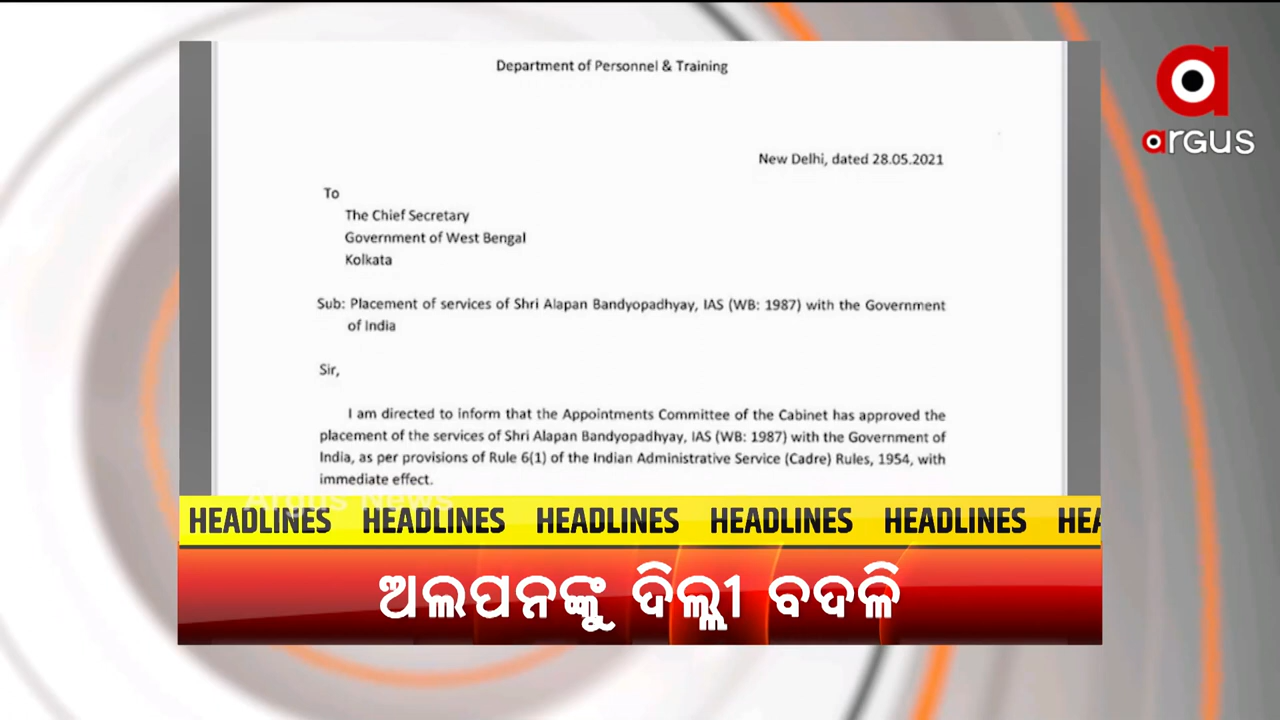 Department of Personnel & Training
argus
New Delhi, dated 28.05.2021
To
The Chief Secretary
Government of West Bengal
Kolkata
Sub: Placement of services of Shri Alapan Bandyopadhyay, IAS (WB: 1987) with the Government
of India
Sir,
I am directed to inform that the Appointments Committee of the Cabinet has approved the
placement of the services of Shri Alapan Bandyopadhyay, IAS (WB: 1987) with the Government of
India, as per provisions of Rule 6(1) of the Indian Administrative Service (Cadre) Rules, 1954, with
immediate effect.
Argus News
HEADLINES HEADLINES HEADLINES HEADLINES HEADLINES HEA
ଅଲପନଙ୍କୁ ଦିଲ୍ଲୀ ବଦଳି